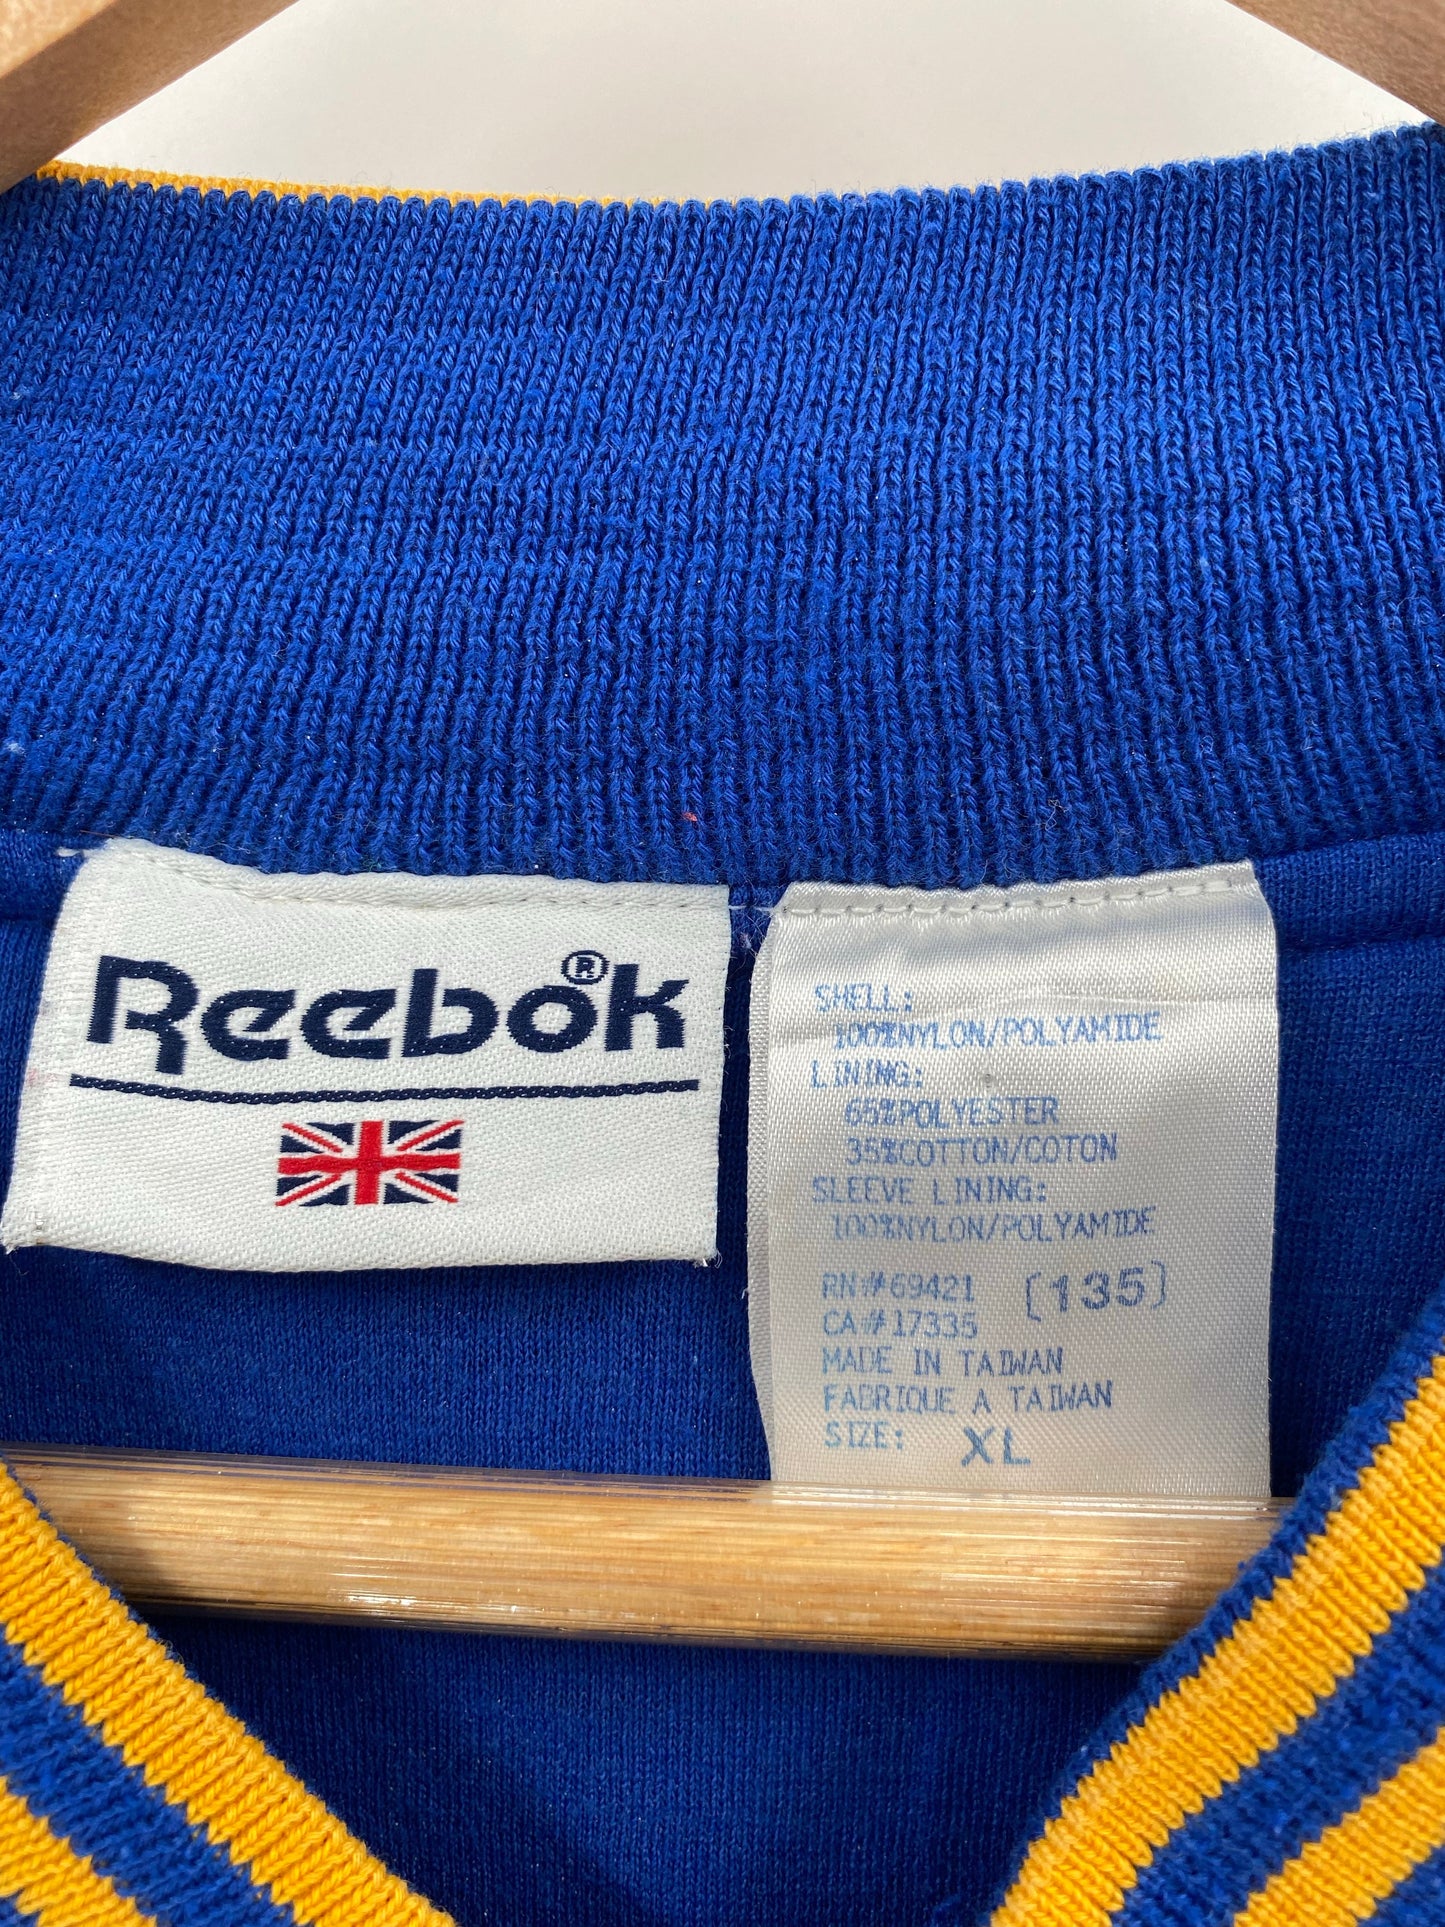 Reebok®
SHELL:
100%NYLON/POLYAMIDE
LINING:
65%POLYESTER
35%COTTON/COTON
SLEEVE LINING:
100%NYLON/POLYAMIDE
RN#69421 [135]
CA#17335
MADE IN TAIWAN
FABRIQUE A TAIWAN
SIZE: XL